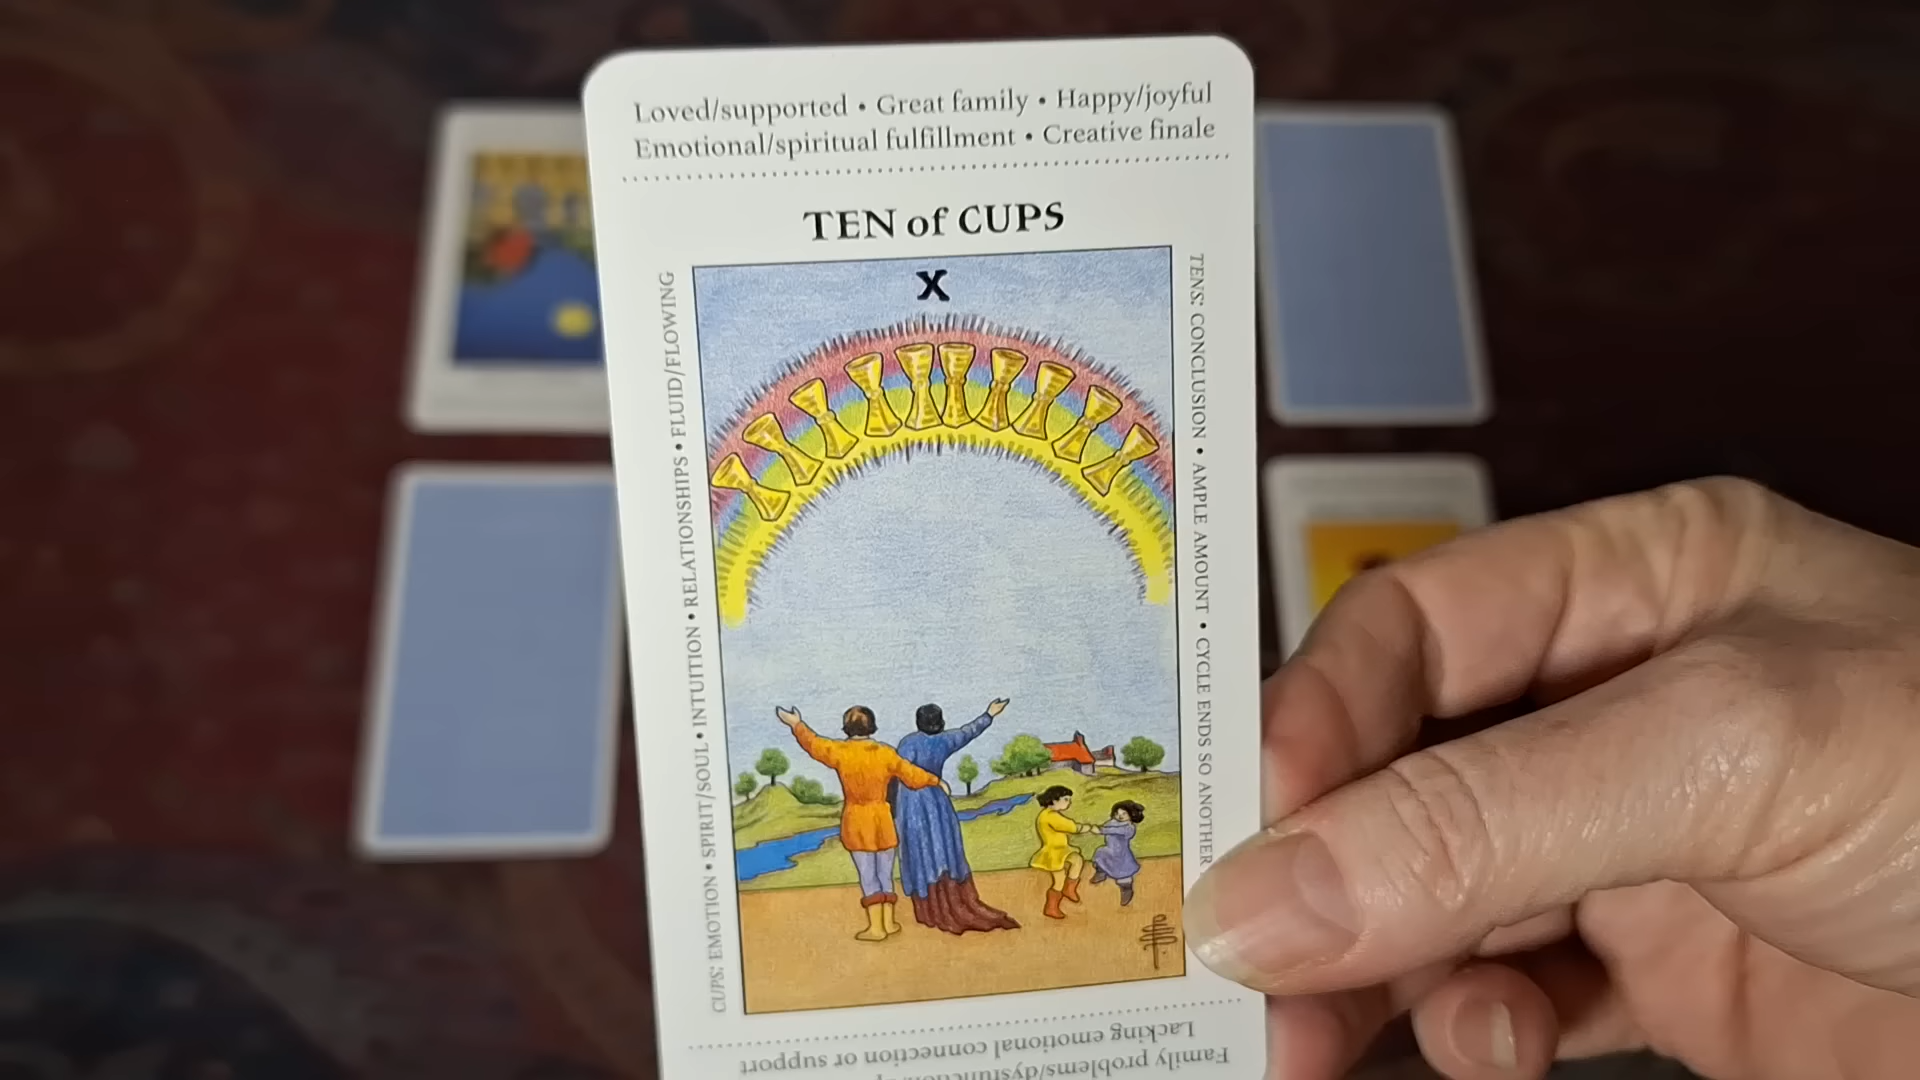 Loved/supported • Great family • Happy/joyful
Emotional/spiritual fulfillment • Creative finale
TEN of CUPS
X
CUPS: EMOTION • SPIRIT/SOUL • INTUITION • RELATIONSHIPS • FLUID/FLOWING
TENS: CONCLUSION • AMPLE AMOUNT • CYCLE ENDS SO ANOTHER
Lacking emotional connection or support
Family problems/dysfunction